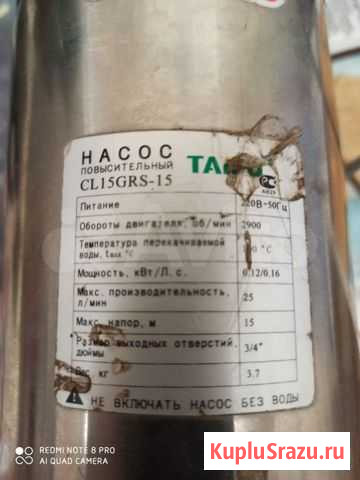 НАСОС
ПОВЫСИТЕЛЬНЫЙ
CL15GRS-15
Питание 220В~50Гц
Обороты двигателя, об/мин 2900
Температура перекачиваемой
воды, tмах °С 100 °С
Мощность, кВт/Л. с. 0.12/0.16
Макс. производительность,
л/мин 25
Макс. напор, м 15
Размер выходных отверстий,
дюймы 3/4"
Вес, кг 3.7
НЕ ВКЛЮЧАТЬ НАСОС БЕЗ ВОДЫ
REDMI NOTE 8 PRO
AI QUAD CAMERA
KupluSrazu.ru